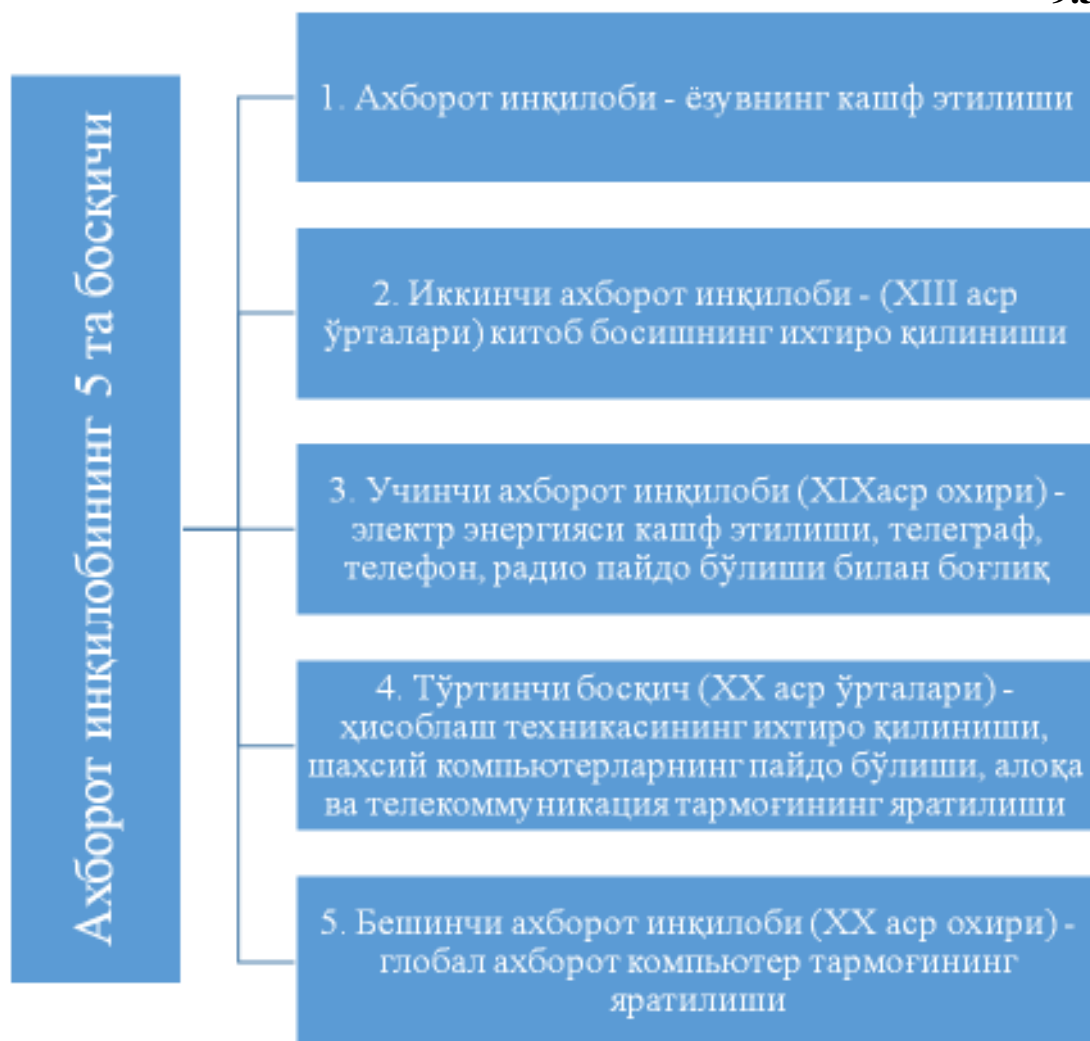 Ахборот инқилобининг 5 та босқичи
1. Ахборот инқилоби - ёзувнинг кашф этилиши
2. Иккинчи ахборот инқилоби - (XIII аср
ўрталари) китоб босишнинг ихтиро қилиниши
3. Учинчи ахборот инқилоби (XIXаср охири) -
электр энергияси кашф этилиши, телеграф,
телефон, радио пайдо бўлиши билан боғлиқ
4. Тўртинчи босқич (XX аср ўрталари) -
ҳисоблаш техникасининг ихтиро қилиниши,
шахсий компьютерларнинг пайдо бўлиши, алоқа
ва телекоммуникация тармоғининг яратилиши
5. Бешинчи ахборот инқилоби (XX аср охири) -
глобал ахборот компьютер тармоғининг
яратилиши